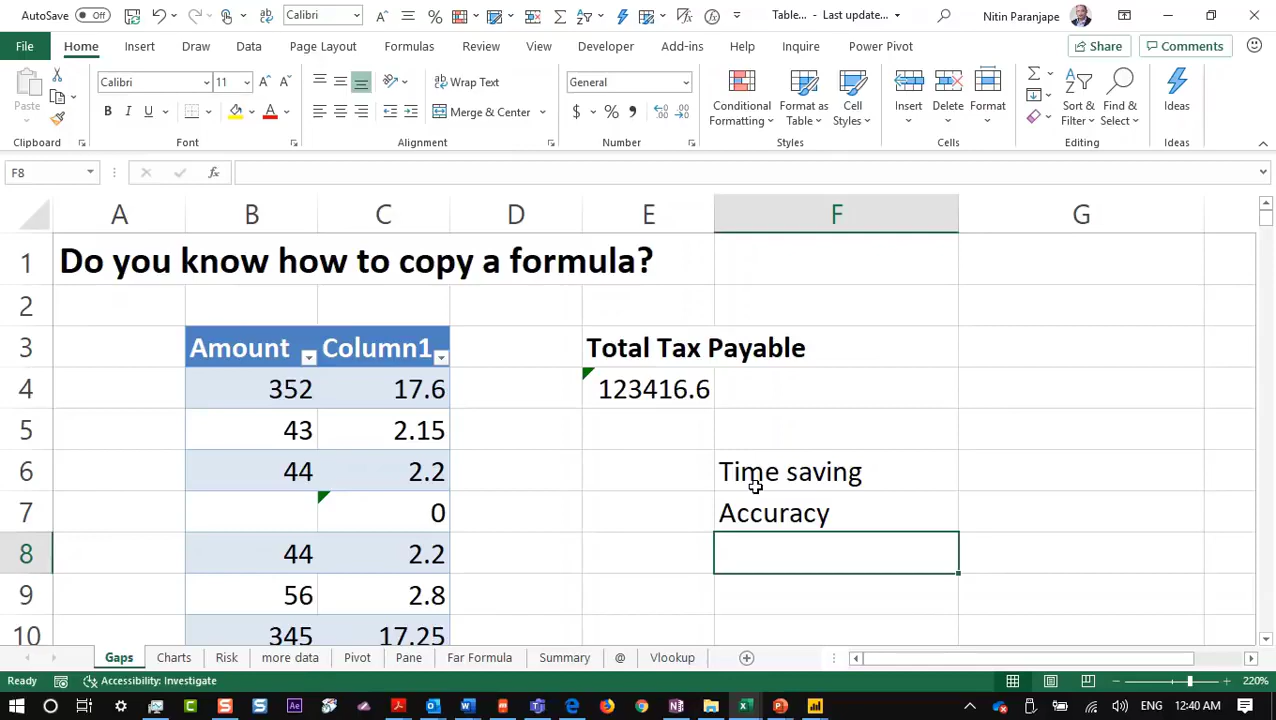 AutoSave Off Calibri Table... - Last update... Nitin Paranjape
File Home Insert Draw Page Layout Formulas Data Review View Developer Add-ins Help Inquire Power Pivot Share Comments
Paste Calibri 11 Wrap Text General Conditional Formatting Format as Table Cell Styles Insert Delete Format Sort & Filter Find & Select Ideas
B I U A Merge & Center $ % ,
Clipboard Font Alignment Number Styles Cells Editing Ideas
F8 fx
A B C D E F G
1 Do you know how to copy a formula?
2
3 Amount Column1 Total Tax Payable
4 352 17.6 123416.6
5 43 2.15
6 44 2.2 Time saving
7 0 Accuracy
8 44 2.2
9 56 2.8
10 345 17.25
Gaps Charts Risk more data Pivot Pane Far Formula Summary @ Vlookup
Ready Accessibility: Investigate 220%
ENG 12:40 AM